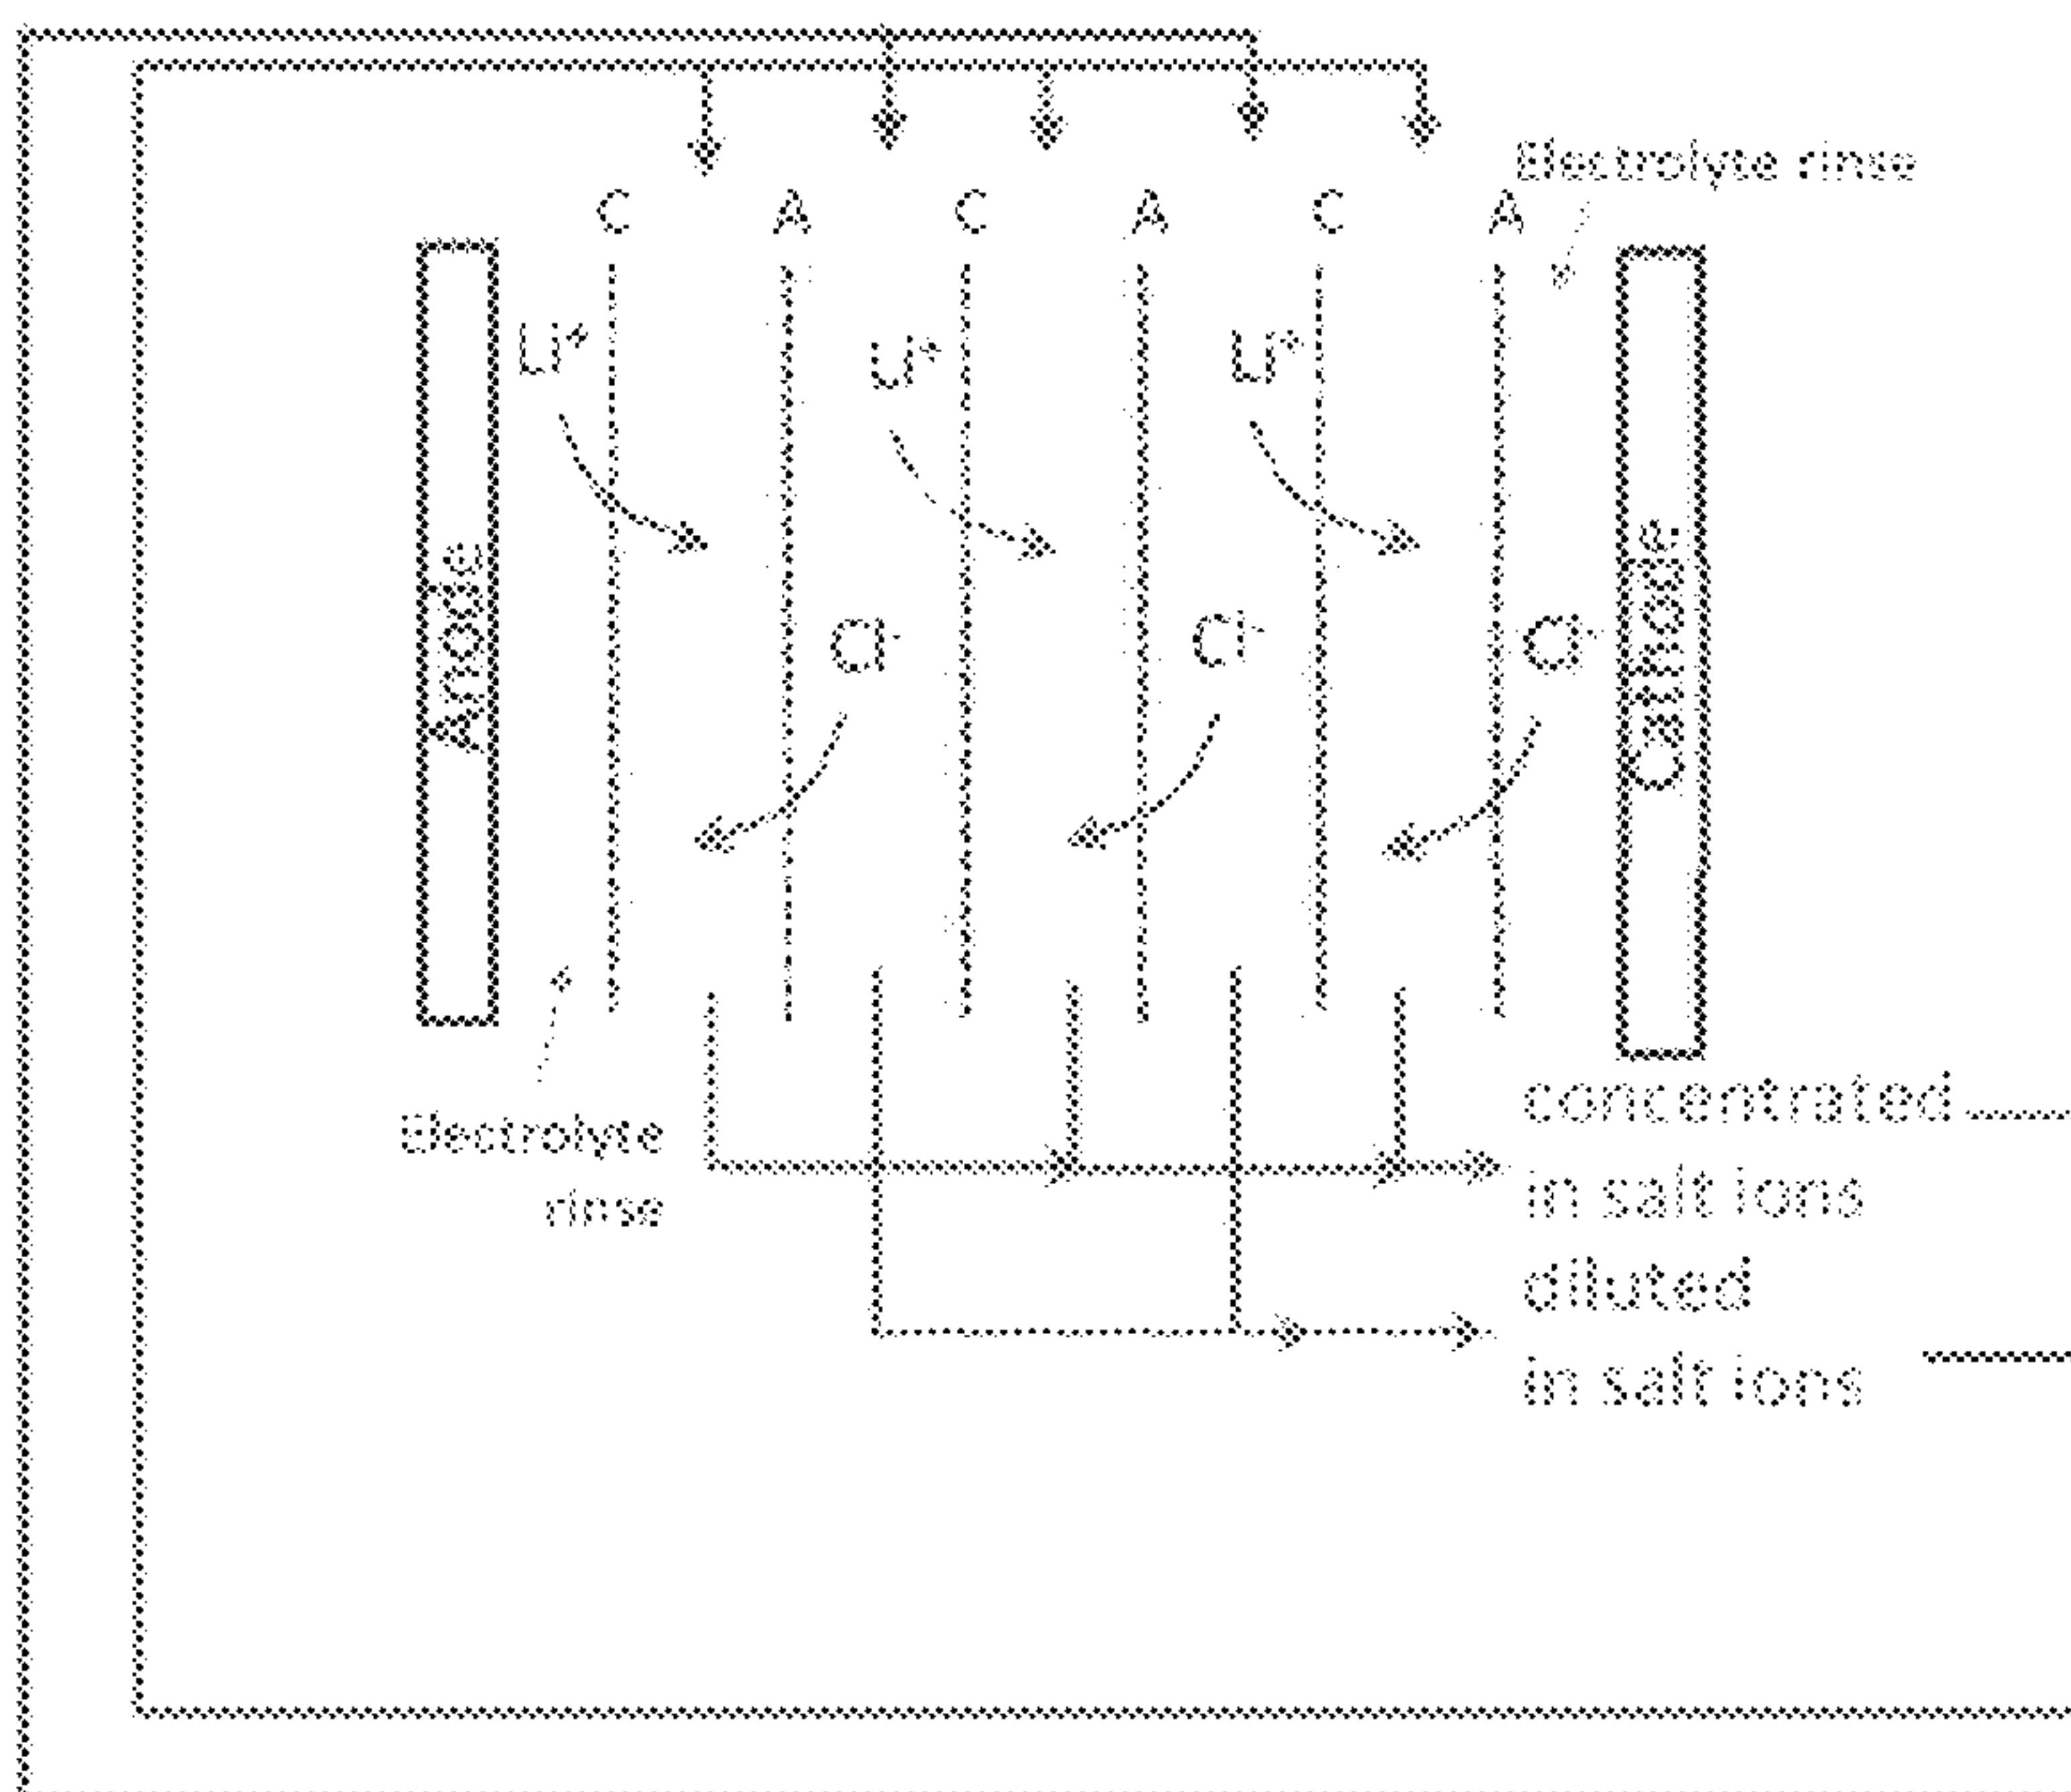 Electrolyte rinse
C A C A C A
Li+ Li+ Li+
Anode
Cathode
Cl- Cl- Cl-
Electrolyte
rinse
concentrated
in salt ions
diluted
in salt ions